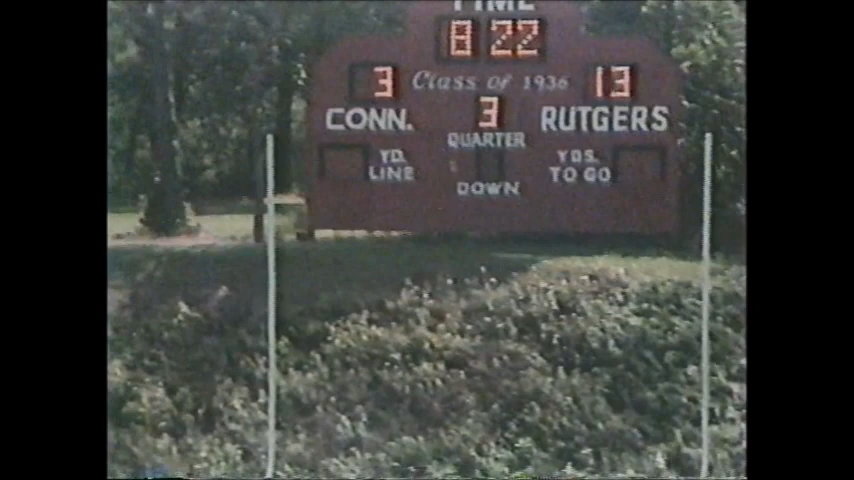 TIME
8 22
3 Class of 1936 13
CONN. 3 RUTGERS
QUARTER
YD. YDS.
LINE TO GO
DOWN